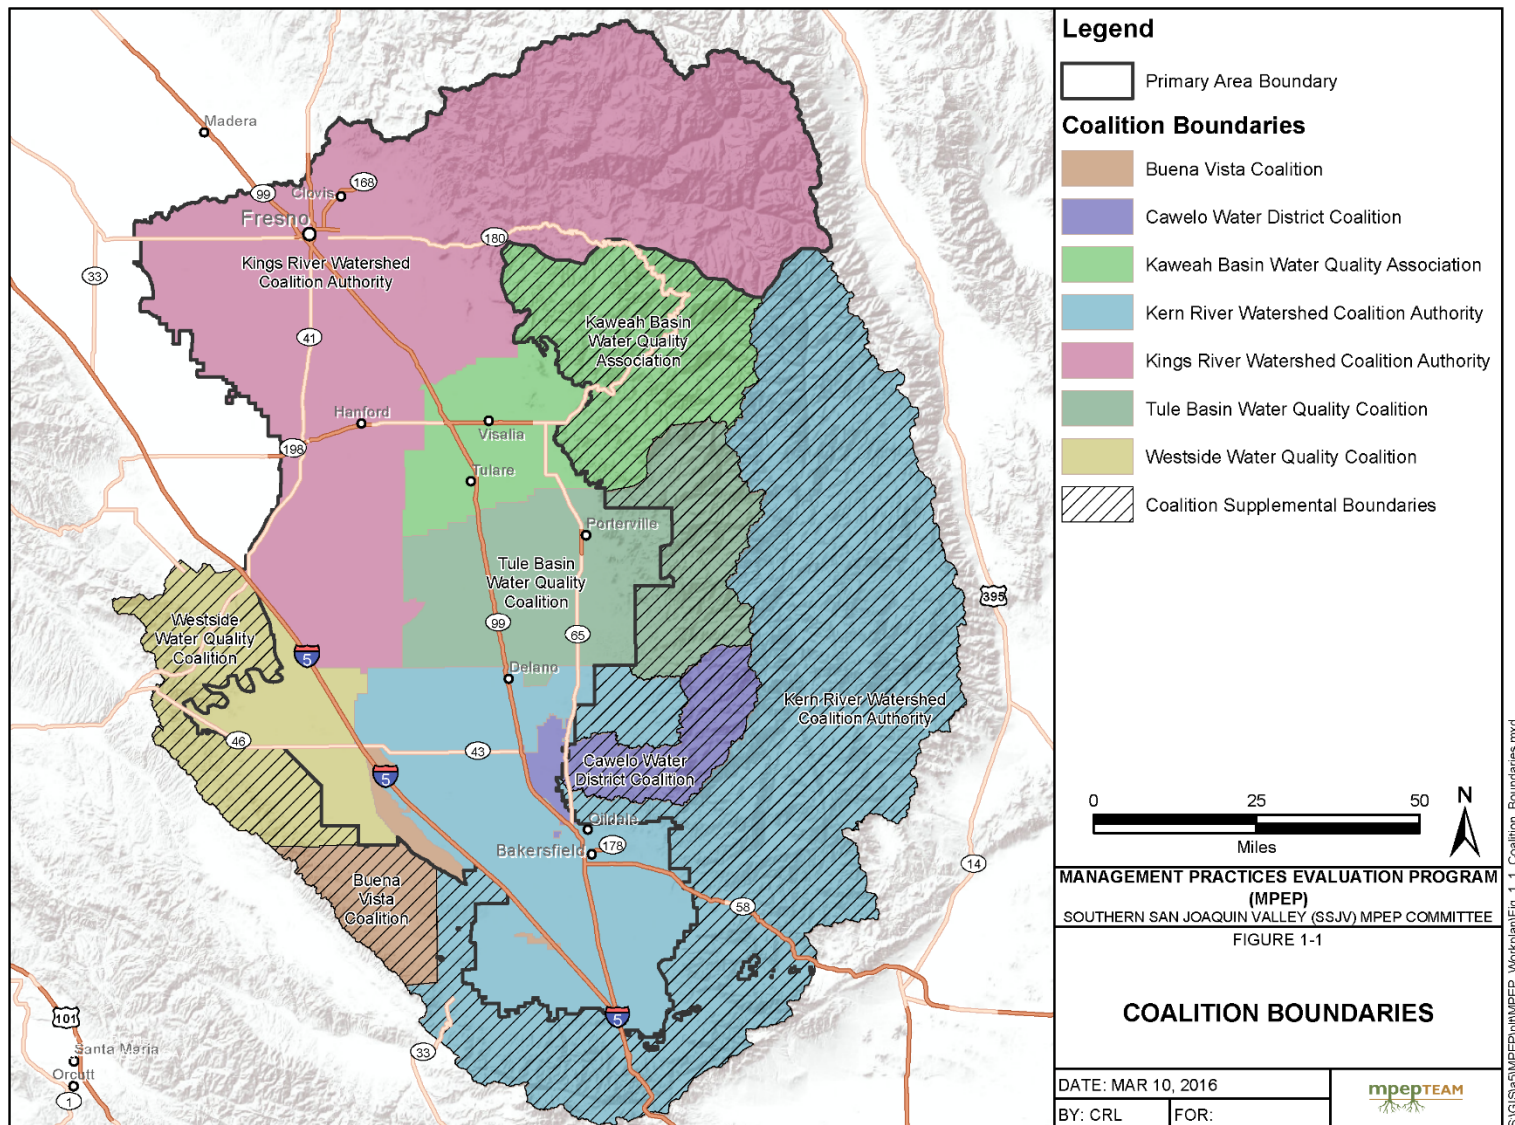 Madera
168
99
Clovis
Fresno
180
Kings River Watershed
Coalition Authority
33
41
Kaweah Basin
Water Quality
Association
Hanford
Visalia
198
Tulare
Porterville
Tule Basin
Water Quality
Coalition
395
Westside
Water Quality
Coalition
99
65
5
Delano
Kern River Watershed
Coalition Authority
46
43
Cawelo Water
District Coalition
5
Oildale
178
Bakersfield
14
Buena
Vista
Coalition
58
101
5
Santa Maria
33
Orcutt
1
Legend
Primary Area Boundary
Coalition Boundaries
Buena Vista Coalition
Cawelo Water District Coalition
Kaweah Basin Water Quality Association
Kern River Watershed Coalition Authority
Kings River Watershed Coalition Authority
Tule Basin Water Quality Coalition
Westside Water Quality Coalition
Coalition Supplemental Boundaries
0 25 50
Miles
N
MANAGEMENT PRACTICES EVALUATION PROGRAM
(MPEP)
SOUTHERN SAN JOAQUIN VALLEY (SSJV) MPEP COMMITTEE
FIGURE 1-1
COALITION BOUNDARIES
DATE: MAR 10, 2016
BY: CRL
FOR:
mpepTEAM